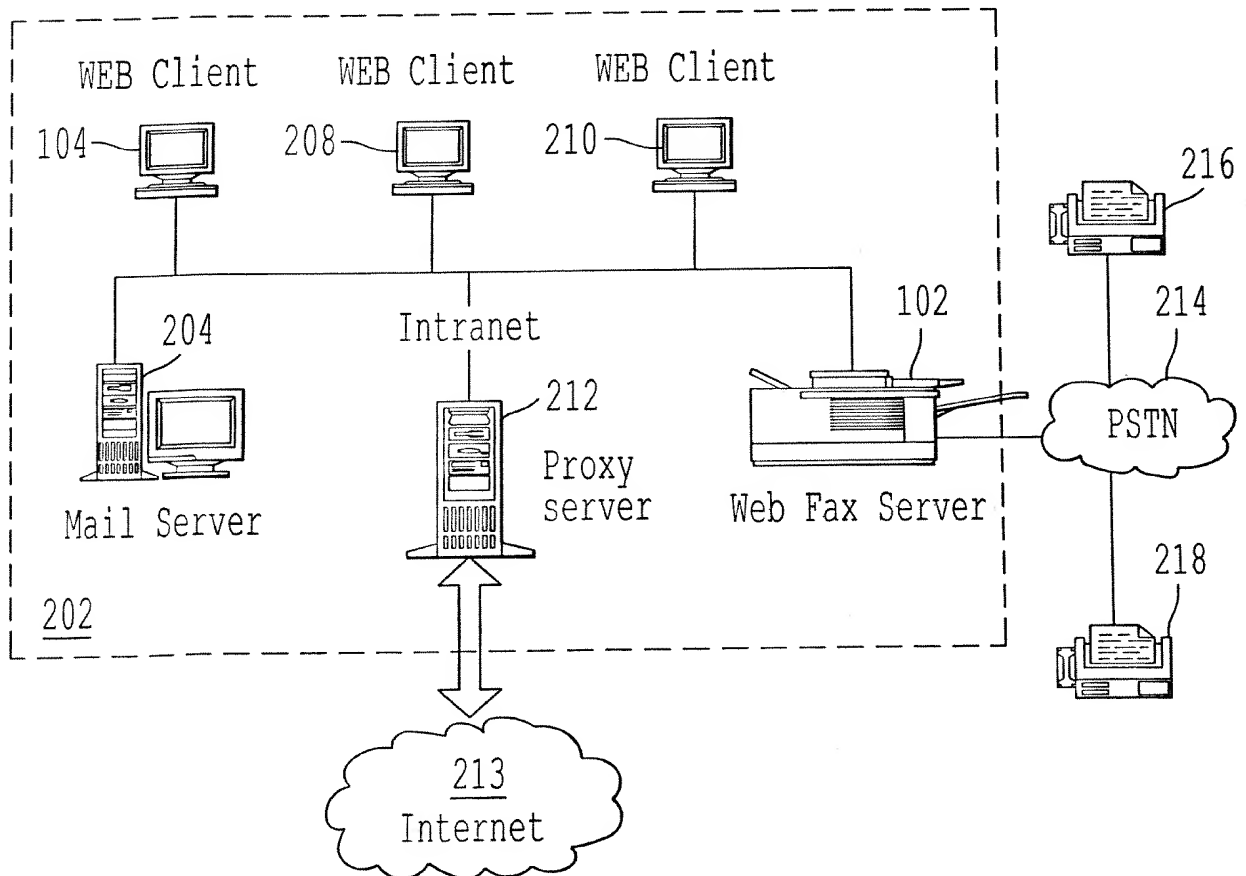 WEB Client
WEB Client
WEB Client
104
208
210
216
204
Intranet
102
214
212
PSTN
Proxy
server
Mail Server
Web Fax Server
202
218
213
Internet